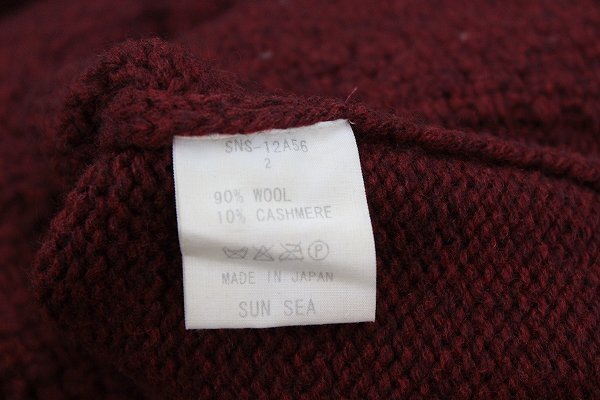 SNS-12A56
2
90% WOOL
10% CASHMERE
P
MADE IN JAPAN
SUN SEA